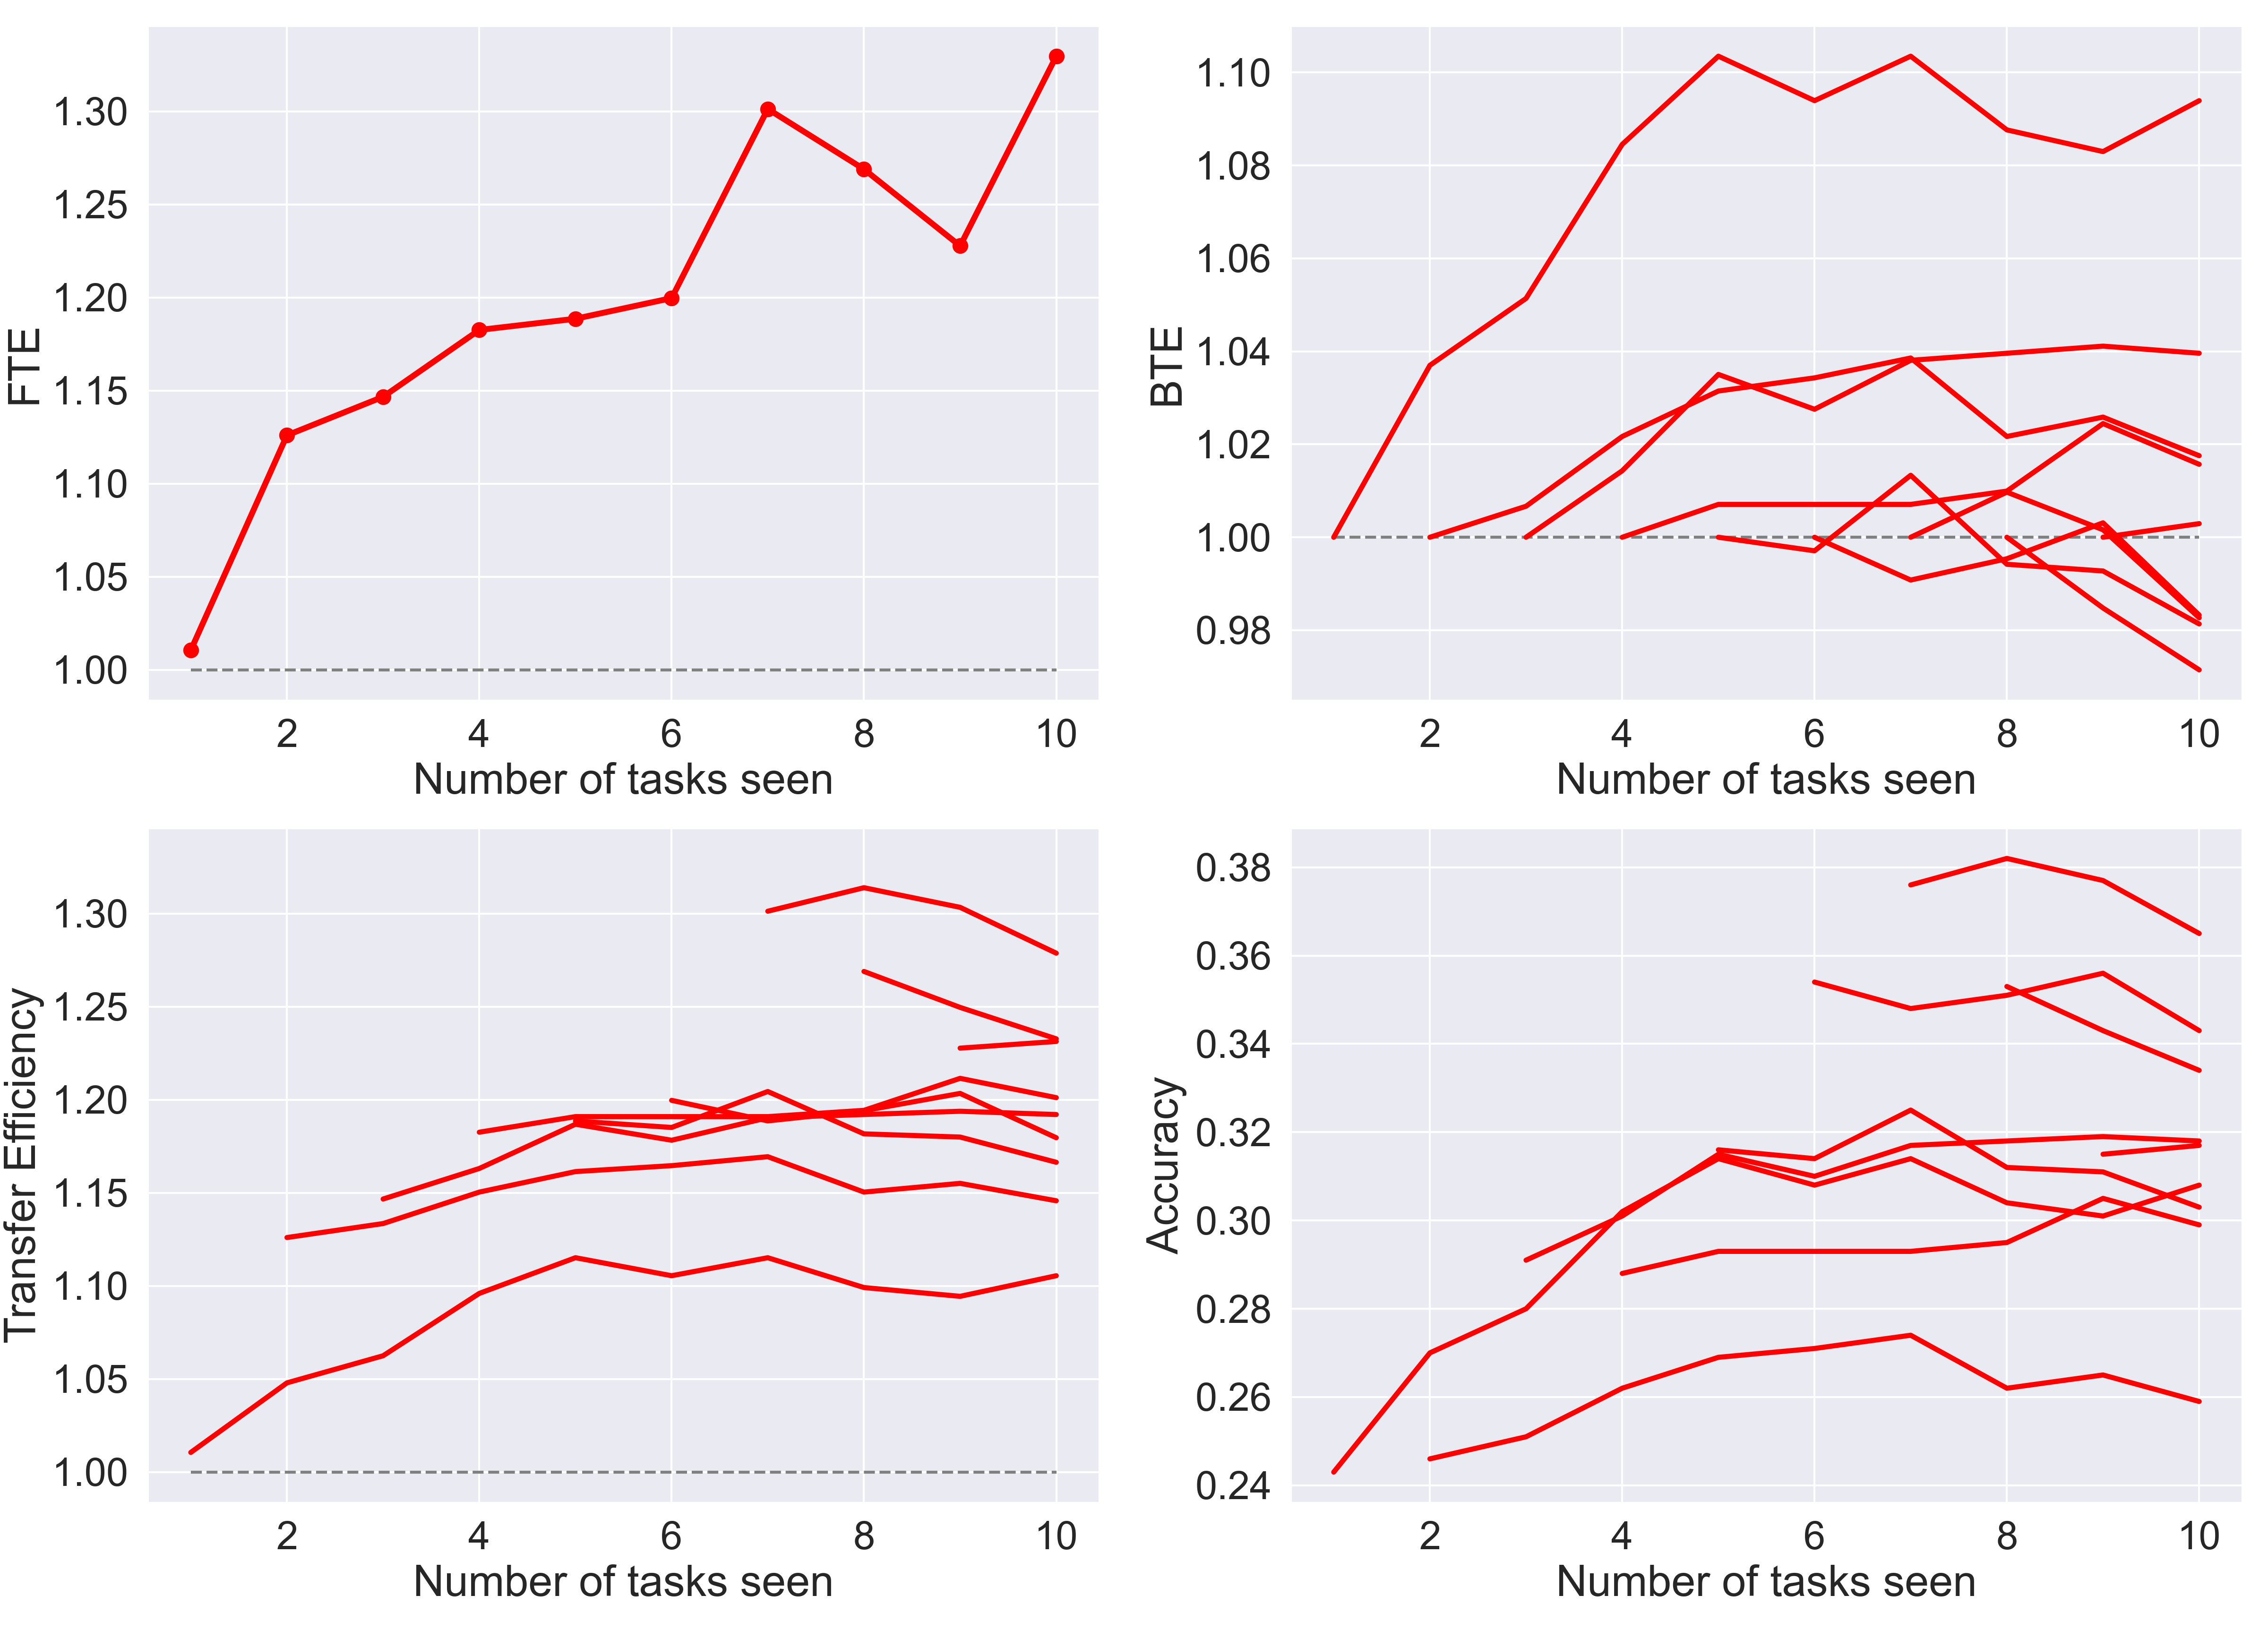 FTE
1.30
1.25
1.20
1.15
1.10
1.05
1.00
2 4 6 8 10
Number of tasks seen
BTE
1.10
1.08
1.06
1.04
1.02
1.00
0.98
2 4 6 8 10
Number of tasks seen
Transfer Efficiency
1.30
1.25
1.20
1.15
1.10
1.05
1.00
2 4 6 8 10
Number of tasks seen
Accuracy
0.38
0.36
0.34
0.32
0.30
0.28
0.26
0.24
2 4 6 8 10
Number of tasks seen